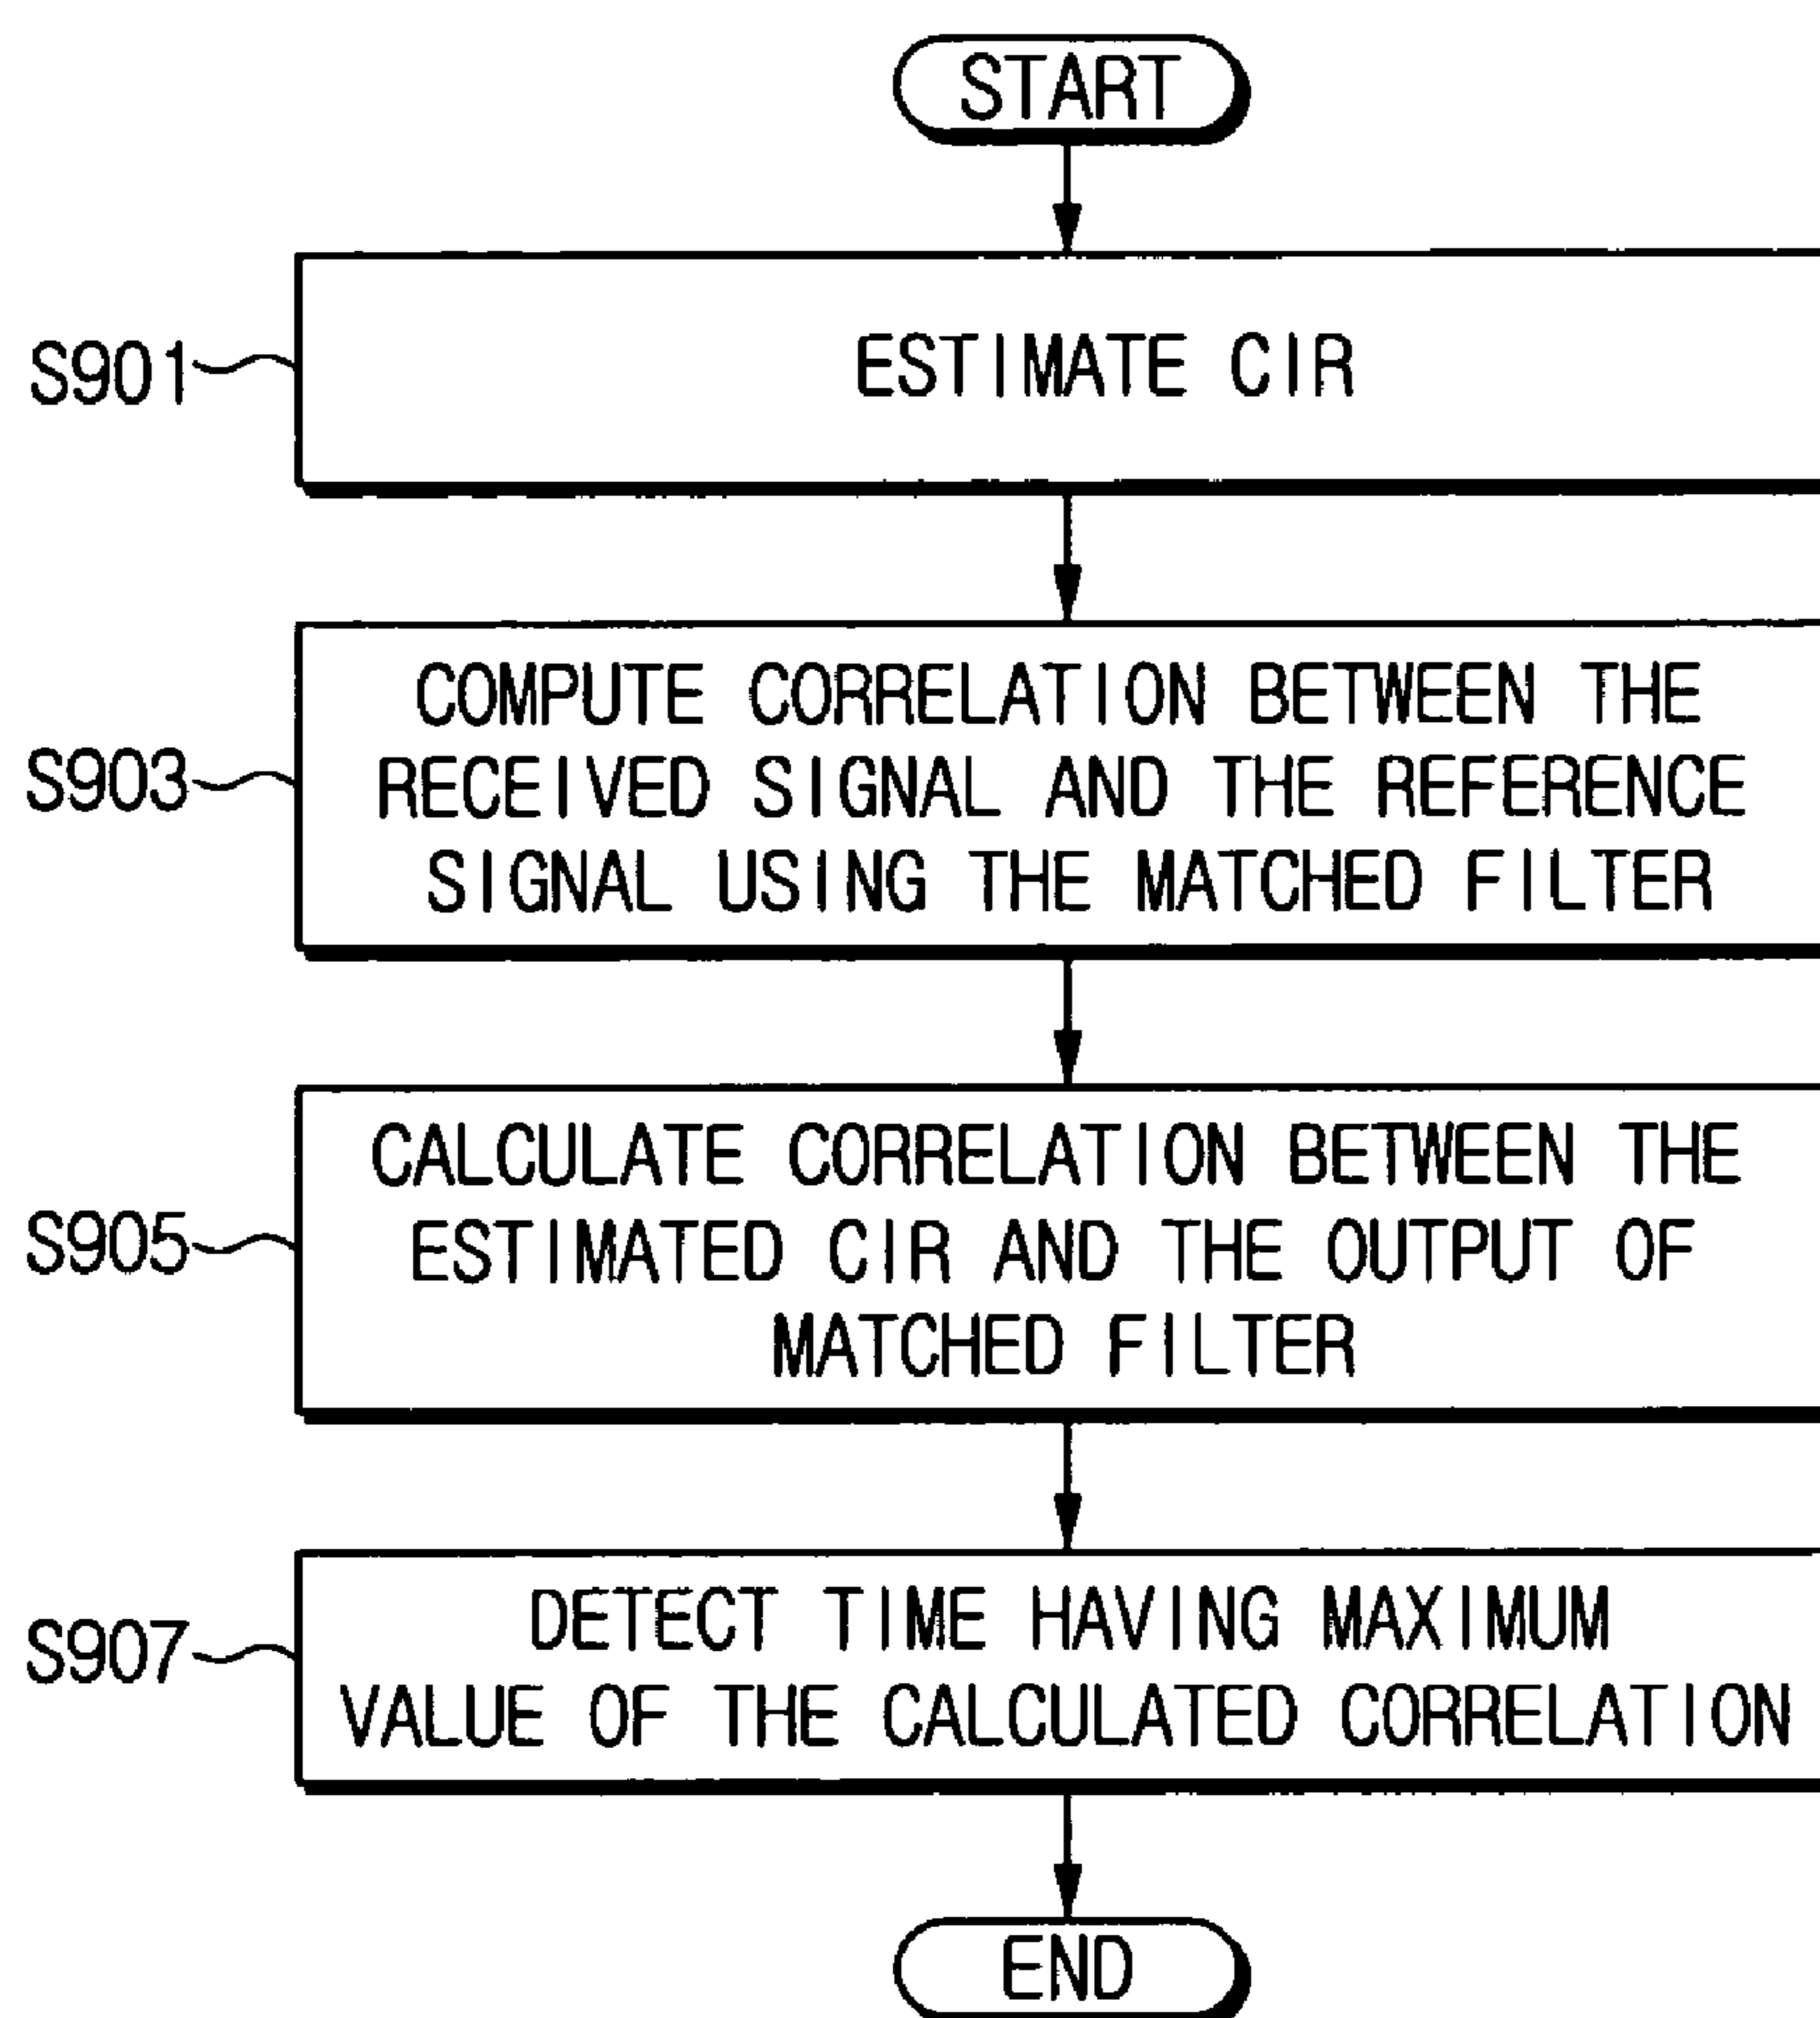 START
S901
ESTIMATE CIR
S903
COMPUTE CORRELATION BETWEEN THE
RECEIVED SIGNAL AND THE REFERENCE
SIGNAL USING THE MATCHED FILTER
S905
CALCULATE CORRELATION BETWEEN THE
ESTIMATED CIR AND THE OUTPUT OF
MATCHED FILTER
S907
DETECT TIME HAVING MAXIMUM
VALUE OF THE CALCULATED CORRELATION
END